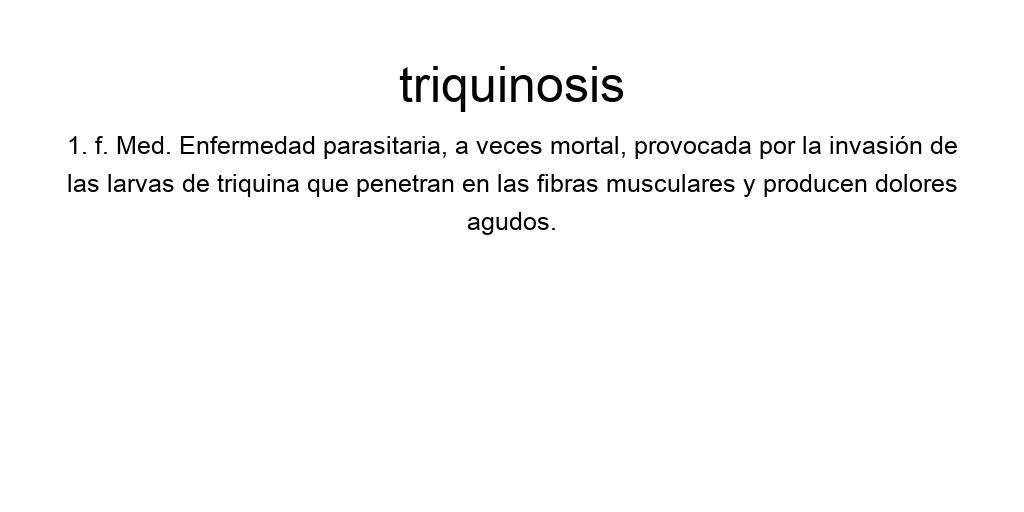 triquinosis
1. f. Med. Enfermedad parasitaria, a veces mortal, provocada por la invasión de
las larvas de triquina que penetran en las fibras musculares y producen dolores
agudos.